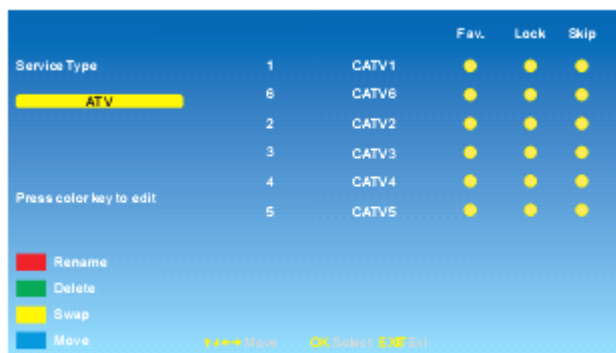 Fav. Lock Skip
Service Type 1 CATV1
ATV 6 CATV6
2 CATV2
3 CATV3
4 CATV4
Press color key to edit
5 CATV5
Rename
Delete
Swap
Move Move OK Select EXIT Exit